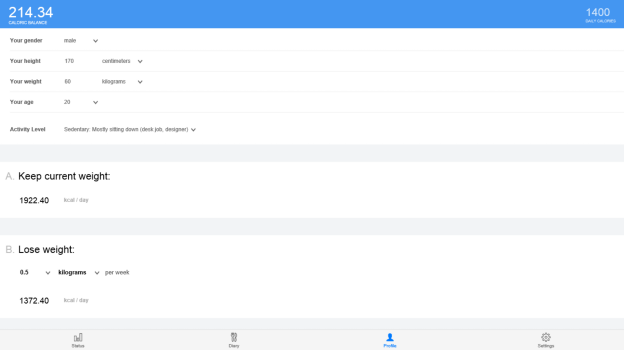 214.34
CALORIC BALANCE
1400
DAILY CALORIES
Your gender male
Your height 170 centimeters
Your weight 60 kilograms
Your age 20
Activity Level Sedentary: Mostly sitting down (desk job, designer)
A. Keep current weight:
1922.40 kcal / day
B. Lose weight:
0.5 kilograms per week
1372.40 kcal / day
Status Diary Profile Settings